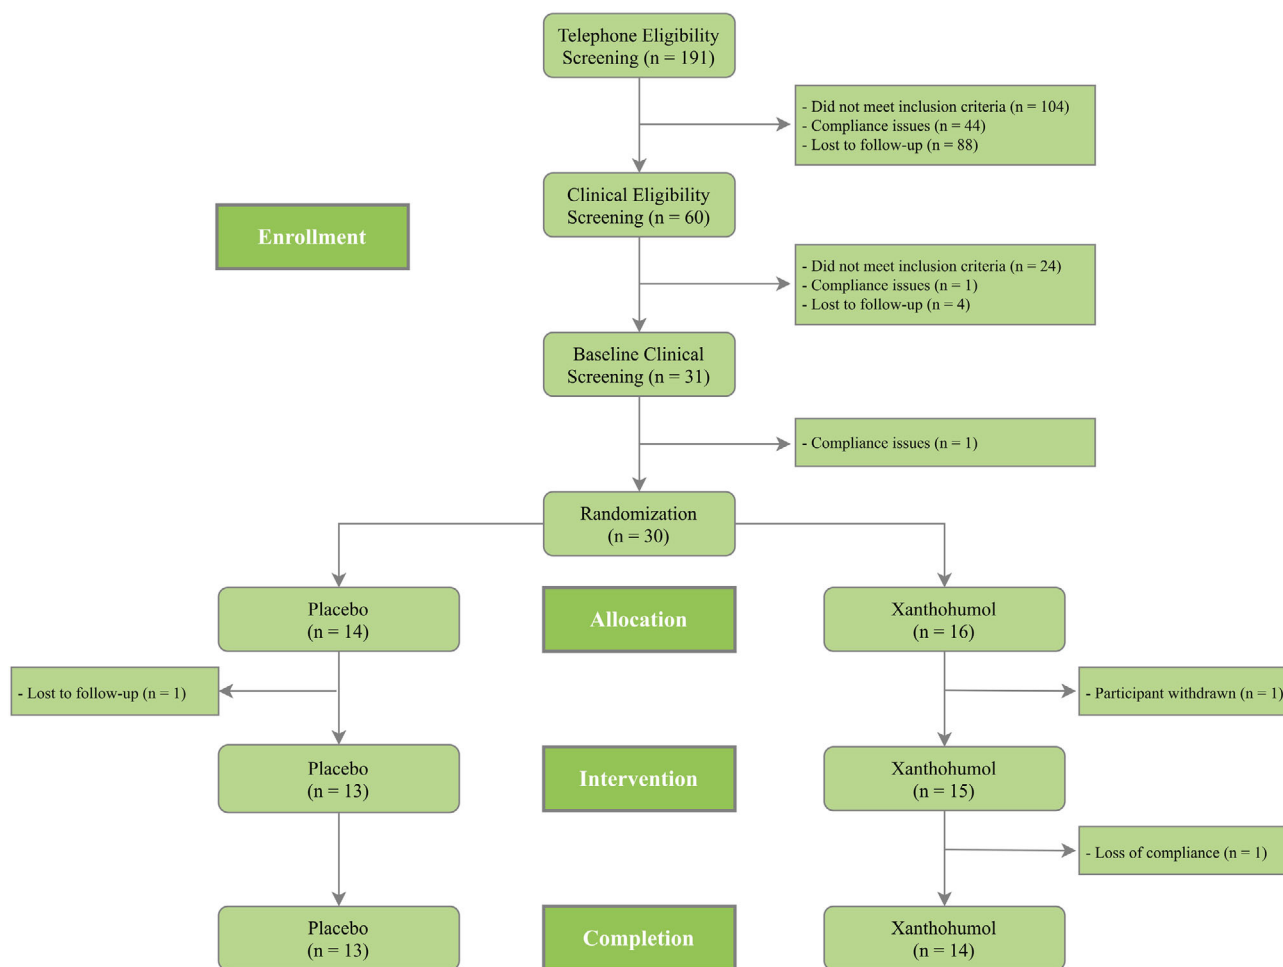 Telephone Eligibility
Screening (n = 191)
- Did not meet inclusion criteria (n = 104)
- Compliance issues (n = 44)
- Lost to follow-up (n = 88)
Clinical Eligibility
Screening (n = 60)
Enrollment
- Did not meet inclusion criteria (n = 24)
- Compliance issues (n = 1)
- Lost to follow-up (n = 4)
Baseline Clinical
Screening (n = 31)
- Compliance issues (n = 1)
Randomization
(n = 30)
Placebo
(n = 14)
Allocation
Xanthohumol
(n = 16)
- Lost to follow-up (n = 1)
- Participant withdrawn (n = 1)
Placebo
(n = 13)
Intervention
Xanthohumol
(n = 15)
- Loss of compliance (n = 1)
Placebo
(n = 13)
Completion
Xanthohumol
(n = 14)